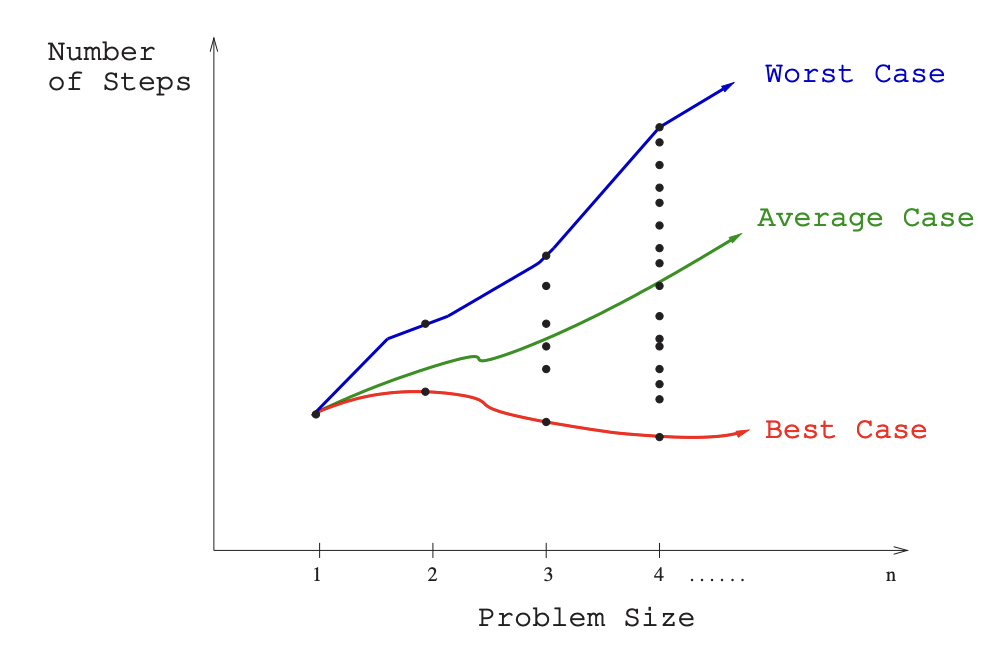 Number
of Steps
Worst Case
Average Case
Best Case
1 2 3 4 ...... n
Problem Size